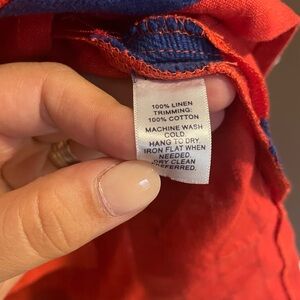 100% LINEN
TRIMMING:
100% COTTON
MACHINE WASH
COLD.
HANG TO DRY
IRON FLAT WHEN
NEEDED.
DRY CLEAN
PREFERRED.